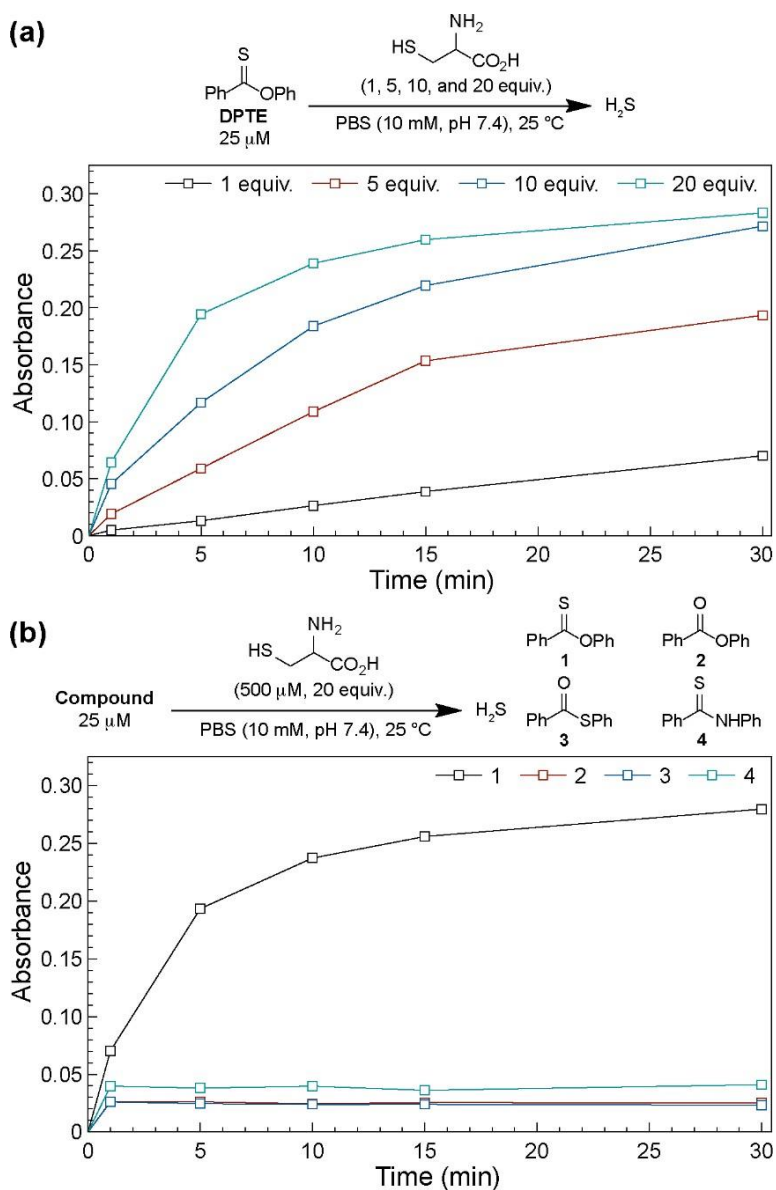 (a)
NH₂
HS
CO₂H
S
Ph OPh
DPTE
25 µM
(1, 5, 10, and 20 equiv.)
PBS (10 mM, pH 7.4), 25 °C
H₂S
1 equiv. 5 equiv. 10 equiv. 20 equiv.
0.30
0.25
0.20
0.15
0.10
0.05
0
Absorbance
0 5 10 15 20 25 30
Time (min)
(b)
NH₂
HS
CO₂H
Compound
25 µM
(500 µM, 20 equiv.)
PBS (10 mM, pH 7.4), 25 °C
H₂S
S
Ph OPh
1
O
Ph OPh
2
O
Ph SPh
3
S
Ph NHPh
4
1 2 3 4
0.30
0.25
0.20
0.15
0.10
0.05
0
Absorbance
0 5 10 15 20 25 30
Time (min)